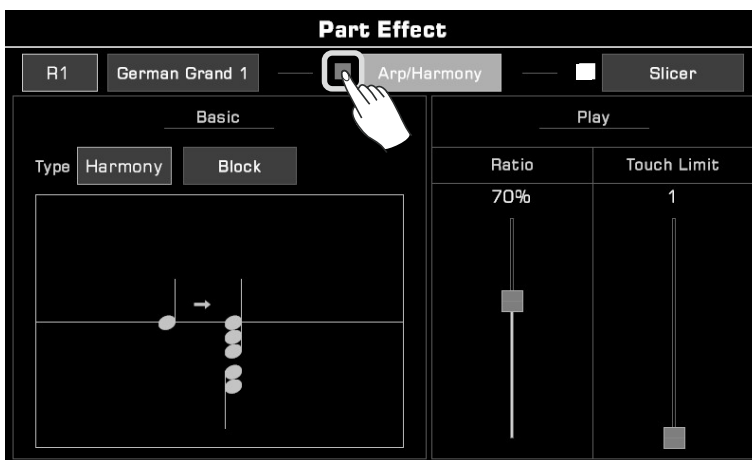 Part Effect
R1 German Grand 1 Arp/Harmony Slicer
Basic
Type Harmony Block
Play
Ratio Touch Limit
70% 1